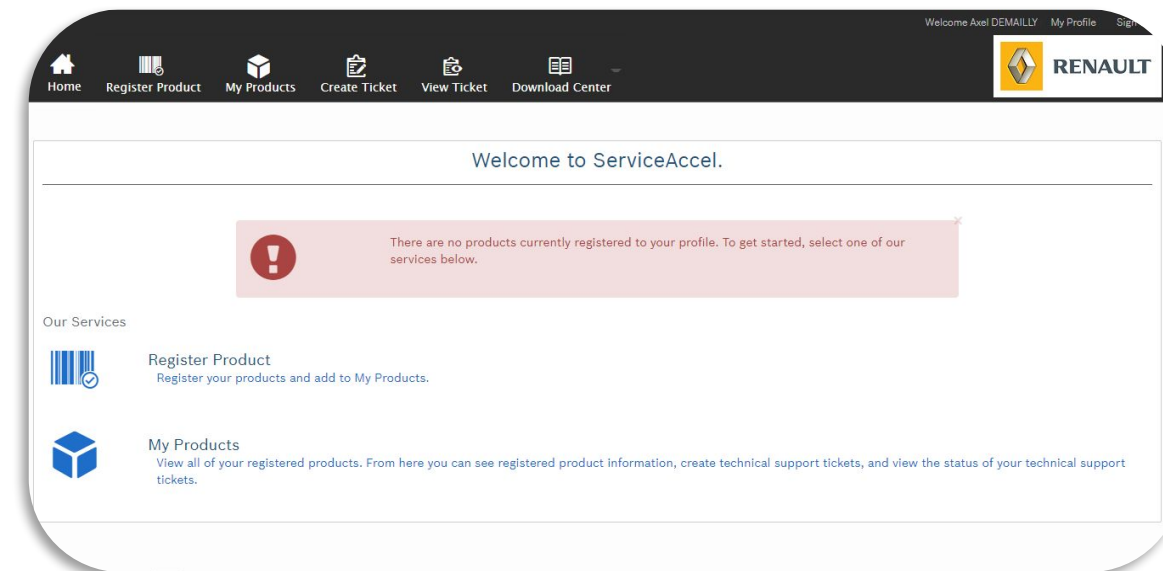 Welcome Axel DEMAILLY My Profile
Home Register Product My Products Create Ticket View Ticket Download Center
RENAULT
Welcome to ServiceAccel.
There are no products currently registered to your profile. To get started, select one of our
services below.
Our Services
Register Product
Register your products and add to My Products.
My Products
View all of your registered products. From here you can see registered product information, create technical support tickets, and view the status of your technical support
tickets.